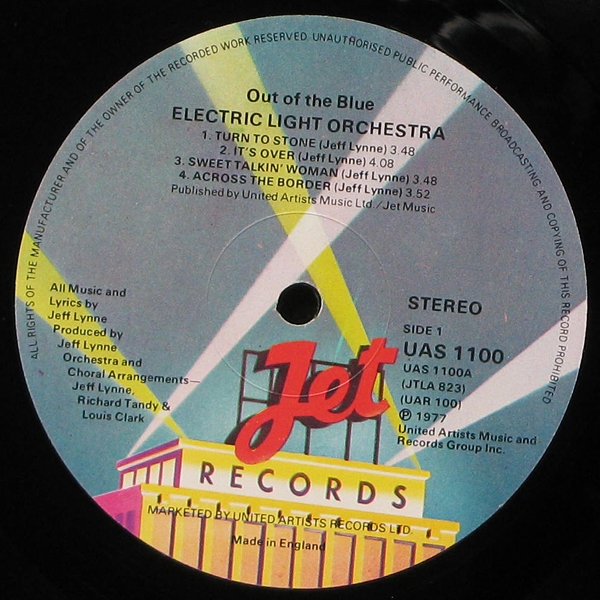 ALL RIGHTS OF THE MANUFACTURER AND OF THE OWNER OF THE RECORDED WORK RESERVED. UNAUTHORISED PUBLIC PERFORMANCE BROADCASTING AND COPYING OF THIS RECORD PROHIBITED
Out of the Blue
ELECTRIC LIGHT ORCHESTRA
1. TURN TO STONE (Jeff Lynne) 3.48
2. IT'S OVER (Jeff Lynne) 4.08
3. SWEET TALKIN' WOMAN (Jeff Lynne) 3.48
4. ACROSS THE BORDER (Jeff Lynne) 3.52
Published by United Artists Music Ltd./Jet Music
All Music and
Lyrics by
Jeff Lynne
Produced by
Jeff Lynne
Orchestra and
Choral Arrangements—
Jeff Lynne,
Richard Tandy &
Louis Clark
STEREO
SIDE 1
UAS 1100
UAS 1100A
(JTLA 823)
(UAR 100)
℗ 1977
United Artists Music and
Records Group Inc.
Jet
RECORDS
MARKETED BY UNITED ARTISTS RECORDS LTD.
Made in England